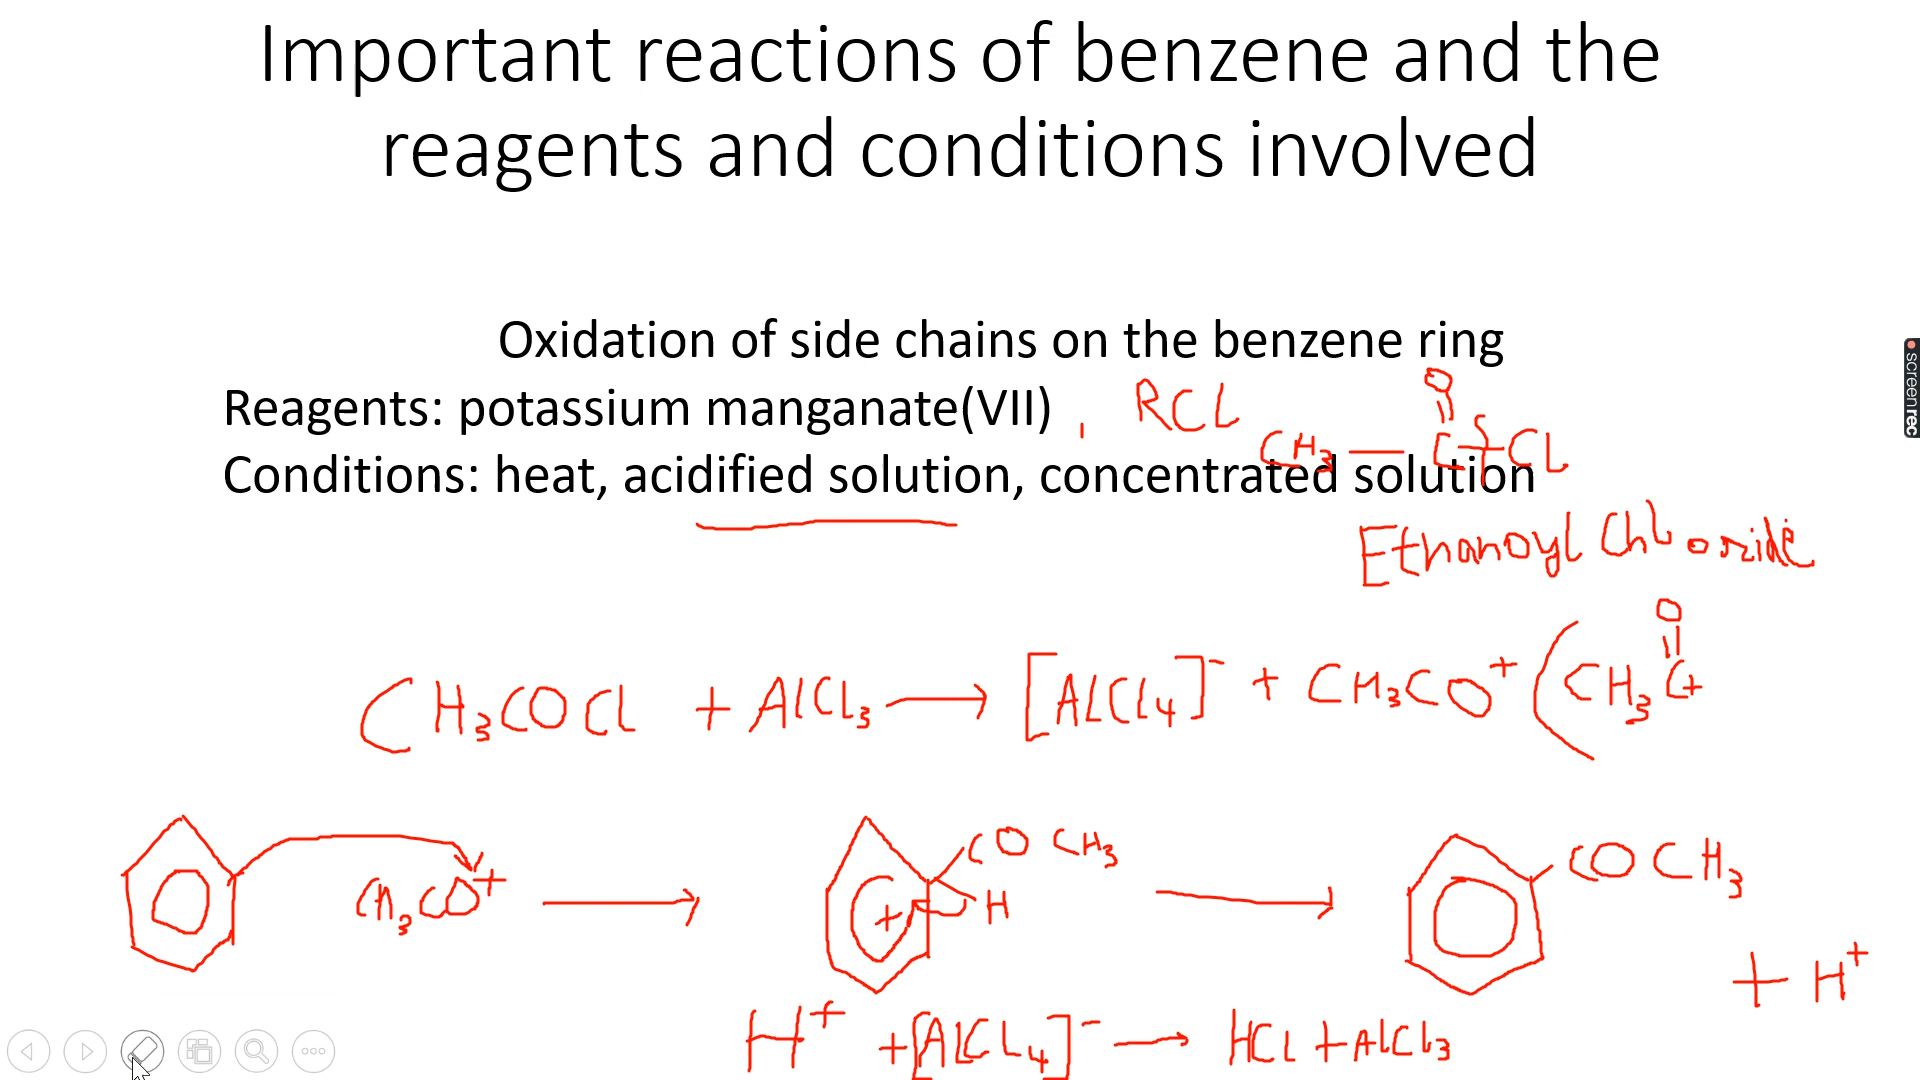 Important reactions of benzene and the
reagents and conditions involved
Oxidation of side chains on the benzene ring
Reagents: potassium manganate(VII) , RCL
O
CH3 — C Cl
Conditions: heat, acidified solution, concentrated solution
Ethanoyl Chloride
O
CH3COCl + AlCl3 → [AlCl4]- + CH3CO+ (CH3C+
COCH3
COCH3
CH3CO+ →
+ H →
+ H+
H+ + [AlCl4]- → HCl + AlCl3
screenrec